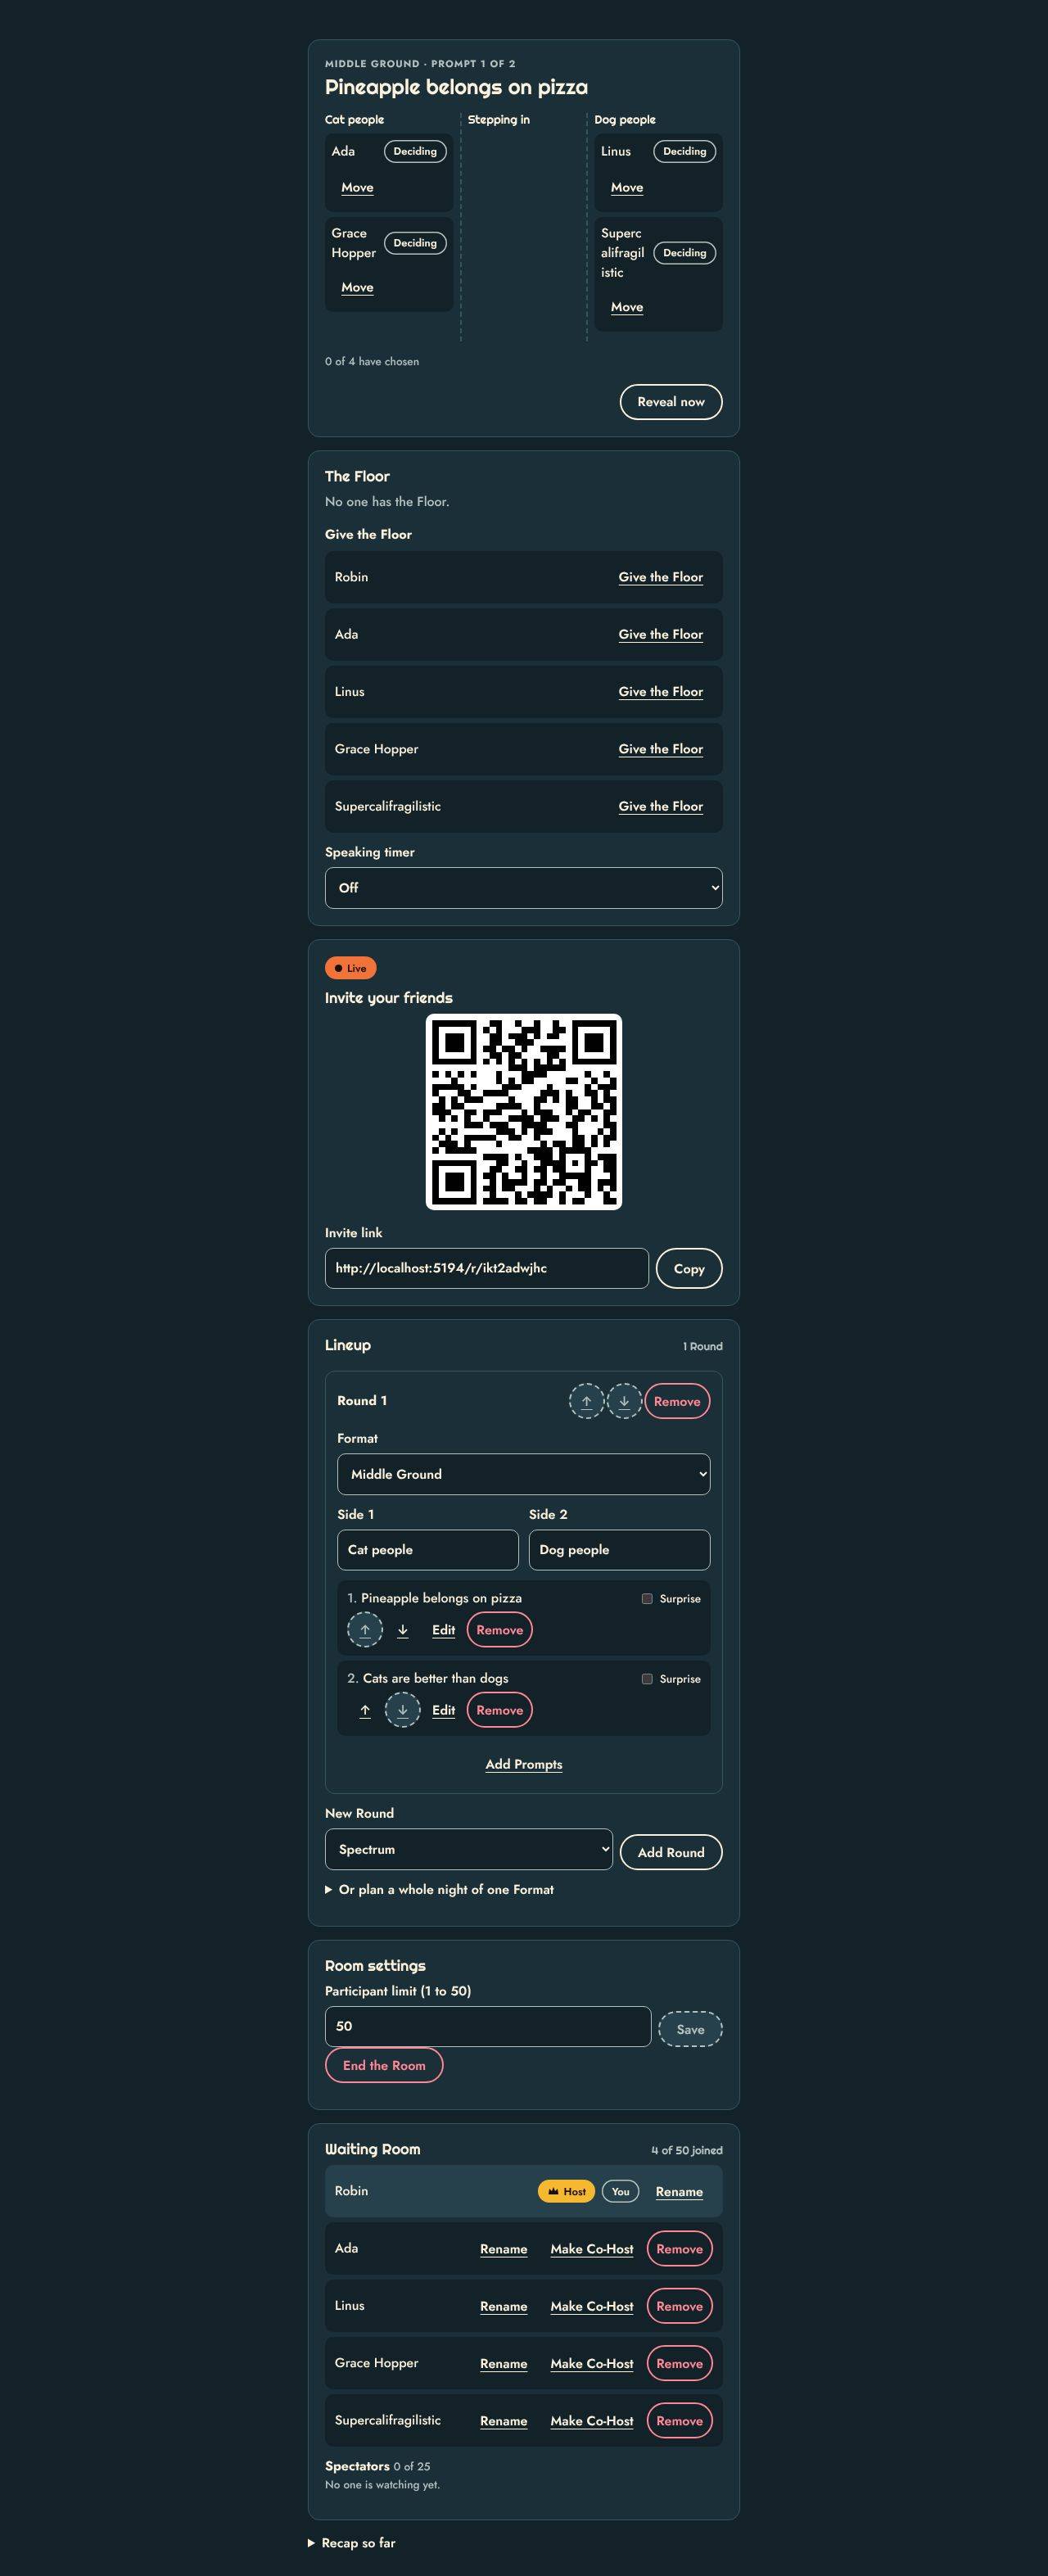 MIDDLE GROUND · PROMPT 1 OF 2
Pineapple belongs on pizza
Cat people
Ada
Deciding
Move
Grace
Hopper
Deciding
Move
Stepping in
Dog people
Linus
Deciding
Move
Superc
alifragil
istic
Deciding
Move
0 of 4 have chosen
Reveal now
The Floor
No one has the Floor.
Give the Floor
Robin Give the Floor
Ada Give the Floor
Linus Give the Floor
Grace Hopper Give the Floor
Supercalifragilistic Give the Floor
Speaking timer
Off
Live
Invite your friends
Invite link
http://localhost:5194/r/ikt2adwjhc Copy
Lineup 1 Round
Round 1 ↑ ↓ Remove
Format
Middle Ground
Side 1 Side 2
Cat people Dog people
1. Pineapple belongs on pizza Surprise
↑ ↓ Edit Remove
2. Cats are better than dogs Surprise
↑ ↓ Edit Remove
Add Prompts
New Round
Spectrum Add Round
Or plan a whole night of one Format
Room settings
Participant limit (1 to 50)
50 Save
End the Room
Waiting Room 4 of 50 joined
Robin Host You Rename
Ada Rename Make Co-Host Remove
Linus Rename Make Co-Host Remove
Grace Hopper Rename Make Co-Host Remove
Supercalifragilistic Rename Make Co-Host Remove
Spectators 0 of 25
No one is watching yet.
Recap so far